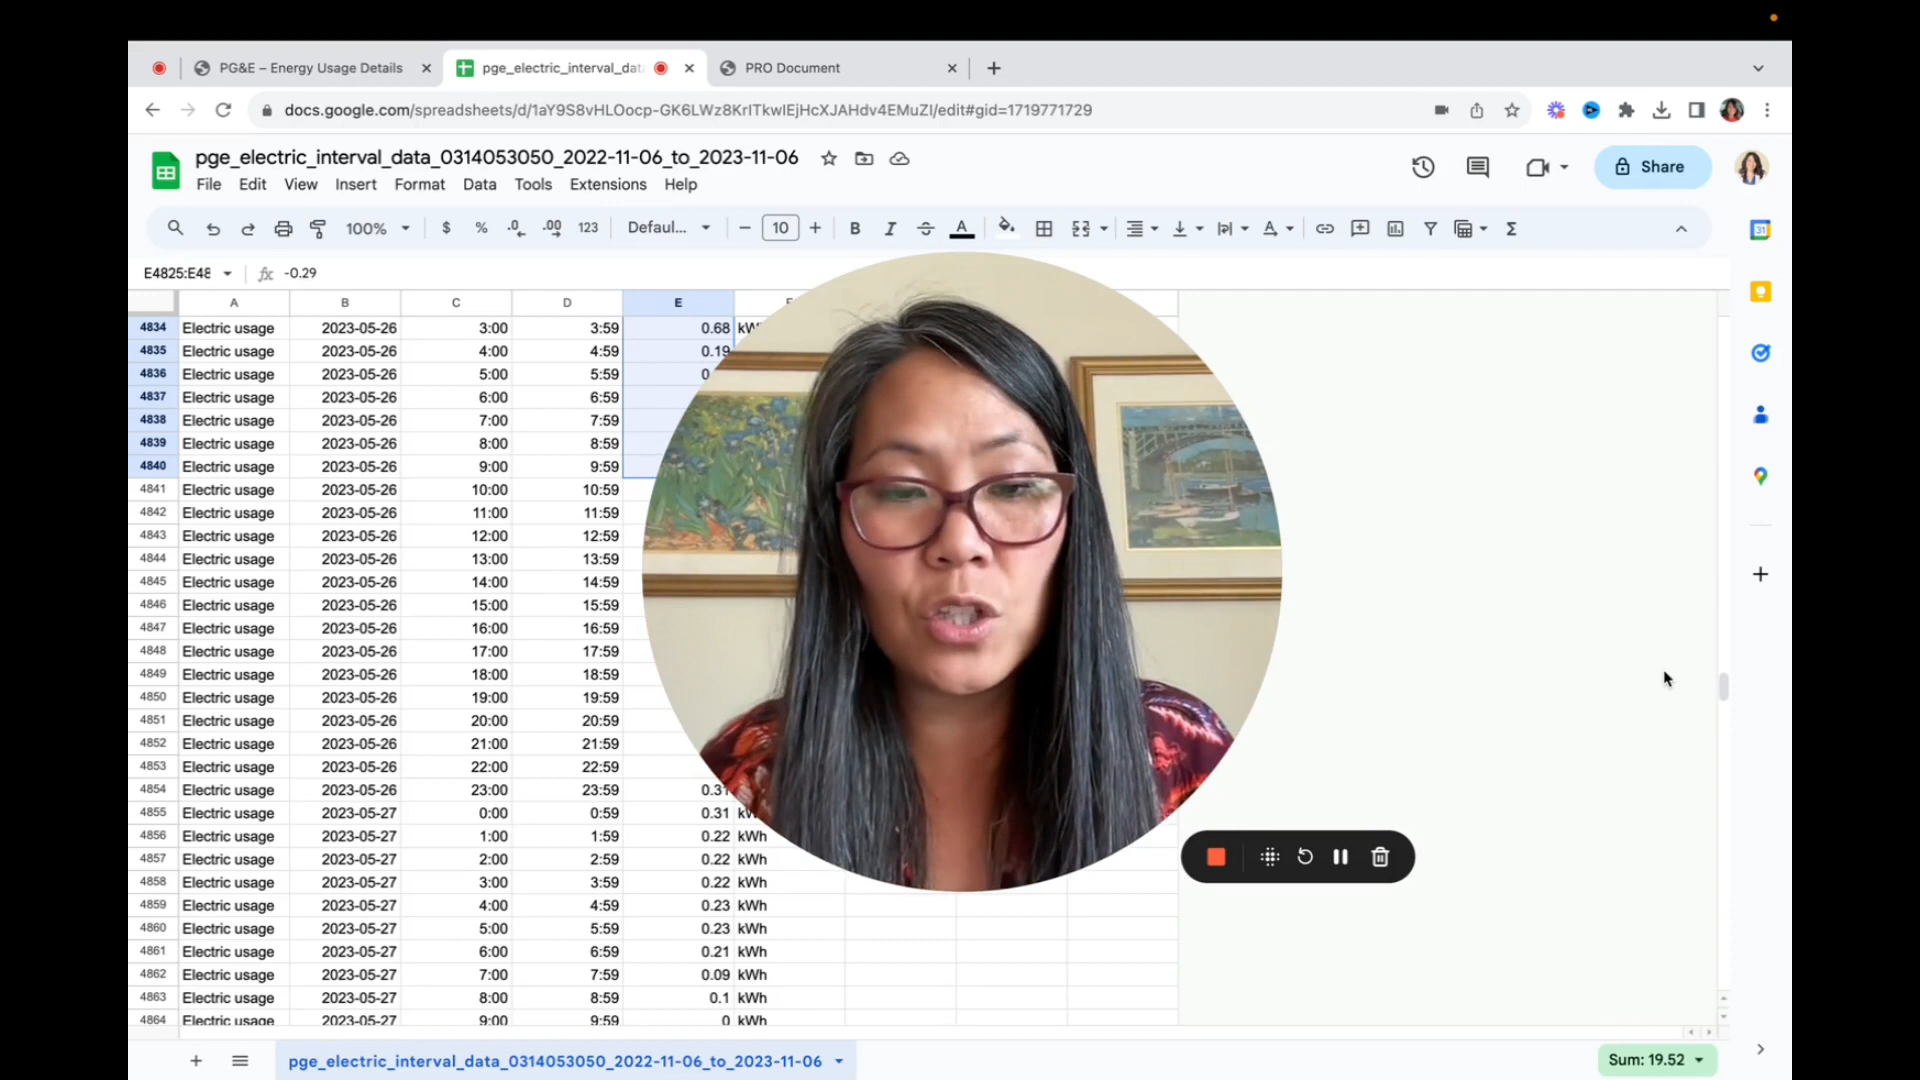 PG&E – Energy Usage Details
pge_electric_interval_dat
PRO Document
docs.google.com/spreadsheets/d/1aY9S8vHLOocp-GK6LWz8KrITkwIEjHcXJAHdv4EMuZI/edit#gid=1719771729
pge_electric_interval_data_0314053050_2022-11-06_to_2023-11-06
File Edit View Insert Format Data Tools Extensions Help
Share
100% $ % .0 .00 123 Defaul... 10 B I A
E4825:E48 fx -0.29
A B C D E F
4834 Electric usage 2023-05-26 3:00 3:59 0.68 kW
4835 Electric usage 2023-05-26 4:00 4:59 0.19
4836 Electric usage 2023-05-26 5:00 5:59 0
4837 Electric usage 2023-05-26 6:00 6:59
4838 Electric usage 2023-05-26 7:00 7:59
4839 Electric usage 2023-05-26 8:00 8:59
4840 Electric usage 2023-05-26 9:00 9:59
4841 Electric usage 2023-05-26 10:00 10:59
4842 Electric usage 2023-05-26 11:00 11:59
4843 Electric usage 2023-05-26 12:00 12:59
4844 Electric usage 2023-05-26 13:00 13:59
4845 Electric usage 2023-05-26 14:00 14:59
4846 Electric usage 2023-05-26 15:00 15:59
4847 Electric usage 2023-05-26 16:00 16:59
4848 Electric usage 2023-05-26 17:00 17:59
4849 Electric usage 2023-05-26 18:00 18:59
4850 Electric usage 2023-05-26 19:00 19:59
4851 Electric usage 2023-05-26 20:00 20:59
4852 Electric usage 2023-05-26 21:00 21:59
4853 Electric usage 2023-05-26 22:00 22:59
4854 Electric usage 2023-05-26 23:00 23:59 0.31
4855 Electric usage 2023-05-27 0:00 0:59 0.31 kW
4856 Electric usage 2023-05-27 1:00 1:59 0.22 kWh
4857 Electric usage 2023-05-27 2:00 2:59 0.22 kWh
4858 Electric usage 2023-05-27 3:00 3:59 0.22 kWh
4859 Electric usage 2023-05-27 4:00 4:59 0.23 kWh
4860 Electric usage 2023-05-27 5:00 5:59 0.23 kWh
4861 Electric usage 2023-05-27 6:00 6:59 0.21 kWh
4862 Electric usage 2023-05-27 7:00 7:59 0.09 kWh
4863 Electric usage 2023-05-27 8:00 8:59 0.1 kWh
4864 Electric usage 2023-05-27 9:00 9:59 0 kWh
pge_electric_interval_data_0314053050_2022-11-06_to_2023-11-06
Sum: 19.52